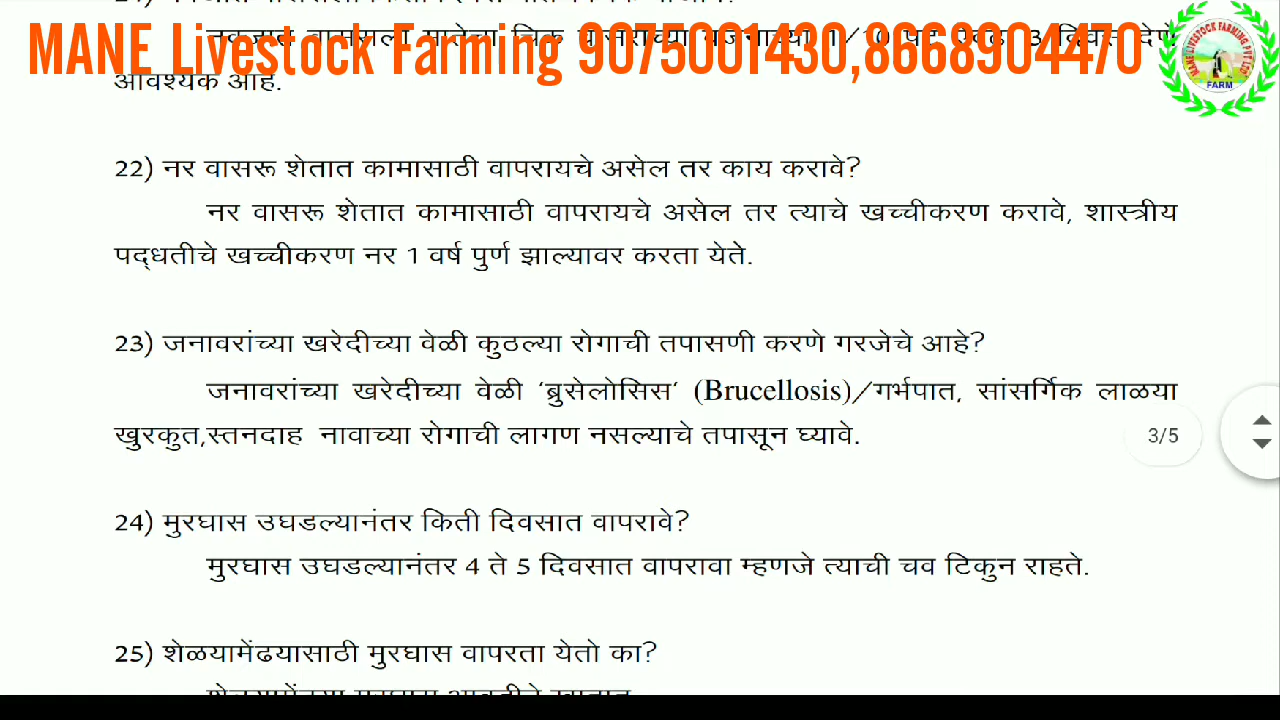 MANE Livestock Farming 9075001430,8668904470
आवश्यक आहे.
22) नर वासरू शेतात कामासाठी वापरायचे असेल तर काय करावे?
नर वासरू शेतात कामासाठी वापरायचे असेल तर त्याचे खच्चीकरण करावे, शास्त्रीय
पद्धतीचे खच्चीकरण नर 1 वर्ष पुर्ण झाल्यावर करता येते.
23) जनावरांच्या खरेदीच्या वेळी कुठल्या रोगाची तपासणी करणे गरजेचे आहे?
जनावरांच्या खरेदीच्या वेळी ‘ब्रुसेलोसिस‘ (Brucellosis)/गर्भपात, सांसर्गिक लाळया
खुरकुत,स्तनदाह नावाच्या रोगाची लागण नसल्याचे तपासून घ्यावे.
3/5
24) मुरघास उघडल्यानंतर किती दिवसात वापरावे?
मुरघास उघडल्यानंतर 4 ते 5 दिवसात वापरावा म्हणजे त्याची चव टिकुन राहते.
25) शेळयामेंढयासाठी मुरघास वापरता येतो का?
FARM